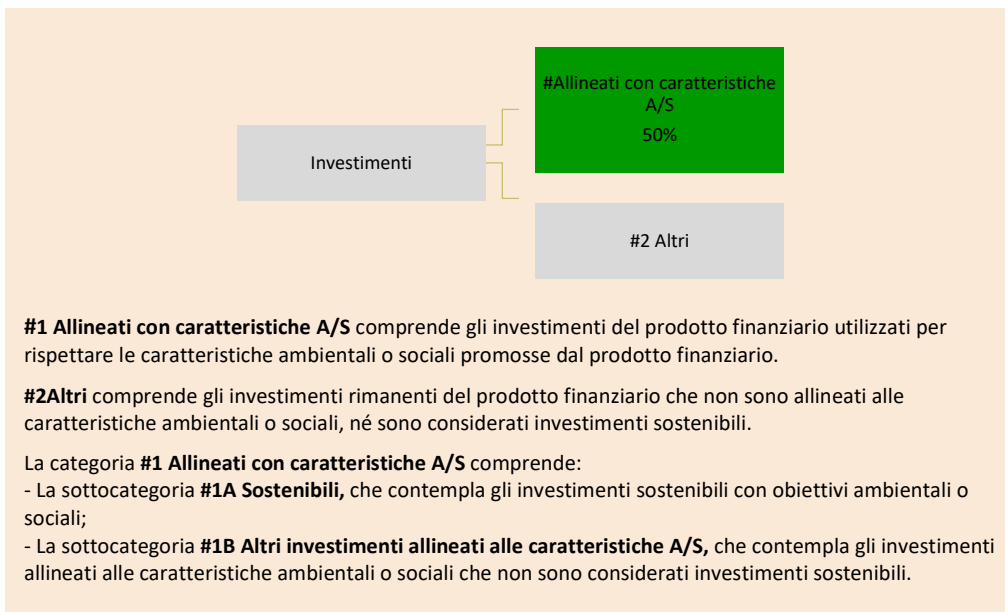 #Allineati con caratteristiche
A/S
50%
Investimenti
#2 Altri
#1 Allineati con caratteristiche A/S comprende gli investimenti del prodotto finanziario utilizzati per
rispettare le caratteristiche ambientali o sociali promosse dal prodotto finanziario.
#2Altri comprende gli investimenti rimanenti del prodotto finanziario che non sono allineati alle
caratteristiche ambientali o sociali, né sono considerati investimenti sostenibili.
La categoria #1 Allineati con caratteristiche A/S comprende:
- La sottocategoria #1A Sostenibili, che contempla gli investimenti sostenibili con obiettivi ambientali o
sociali;
- La sottocategoria #1B Altri investimenti allineati alle caratteristiche A/S, che contempla gli investimenti
allineati alle caratteristiche ambientali o sociali che non sono considerati investimenti sostenibili.